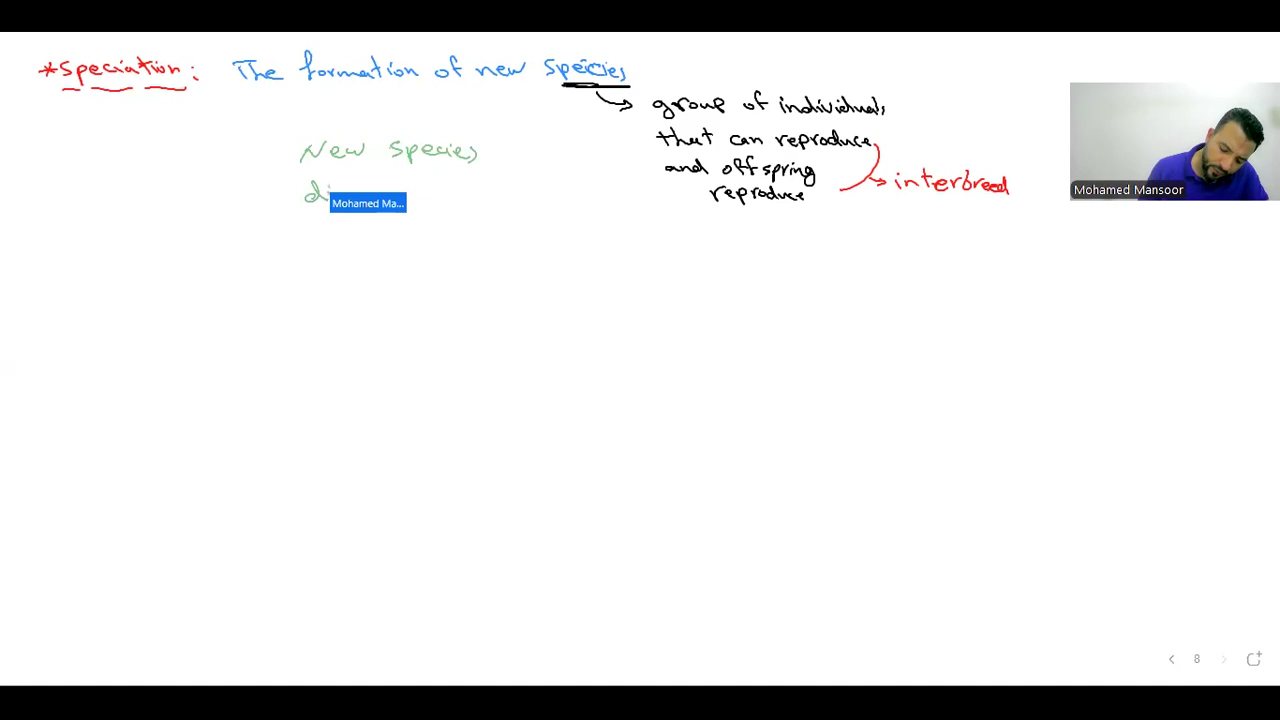 *Speciation: The formation of new species
group of individuals
that can reproduce
and offspring
reproduce
interbreed
New species
di
Mohamed Ma...
Mohamed Mansoor
8